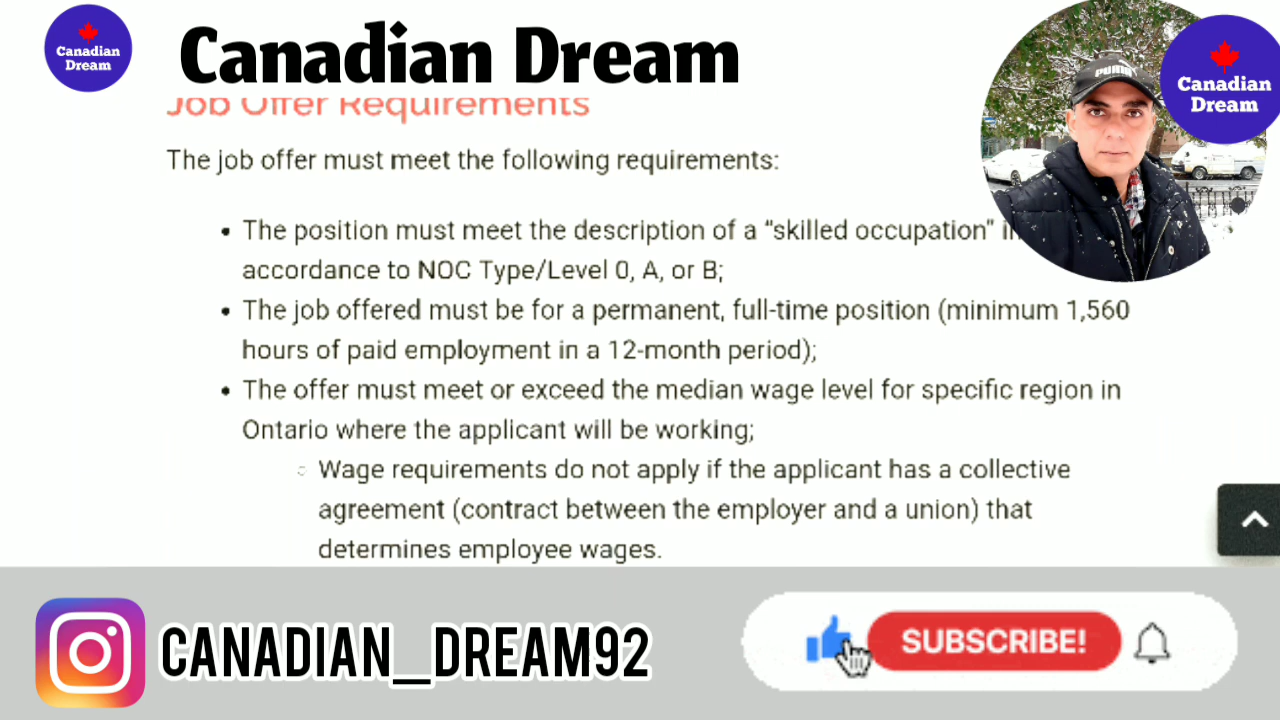 Canadian
Dream
Canadian Dream
Job Offer Requirements
The job offer must meet the following requirements:
• The position must meet the description of a “skilled occupation” in
accordance to NOC Type/Level 0, A, or B;
• The job offered must be for a permanent, full-time position (minimum 1,560
hours of paid employment in a 12-month period);
• The offer must meet or exceed the median wage level for specific region in
Ontario where the applicant will be working;
○ Wage requirements do not apply if the applicant has a collective
agreement (contract between the employer and a union) that
determines employee wages.
PUMA
Canadian
Dream
CANADIAN__DREAM92
SUBSCRIBE!